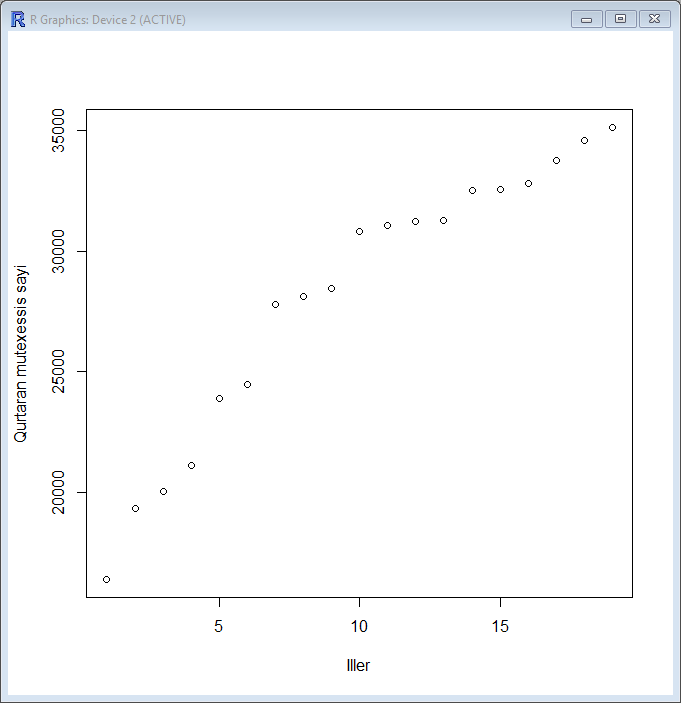 R Graphics: Device 2 (ACTIVE)
35000
30000
25000
20000
Qurtaran mutexessis sayi
5 10 15
Iller